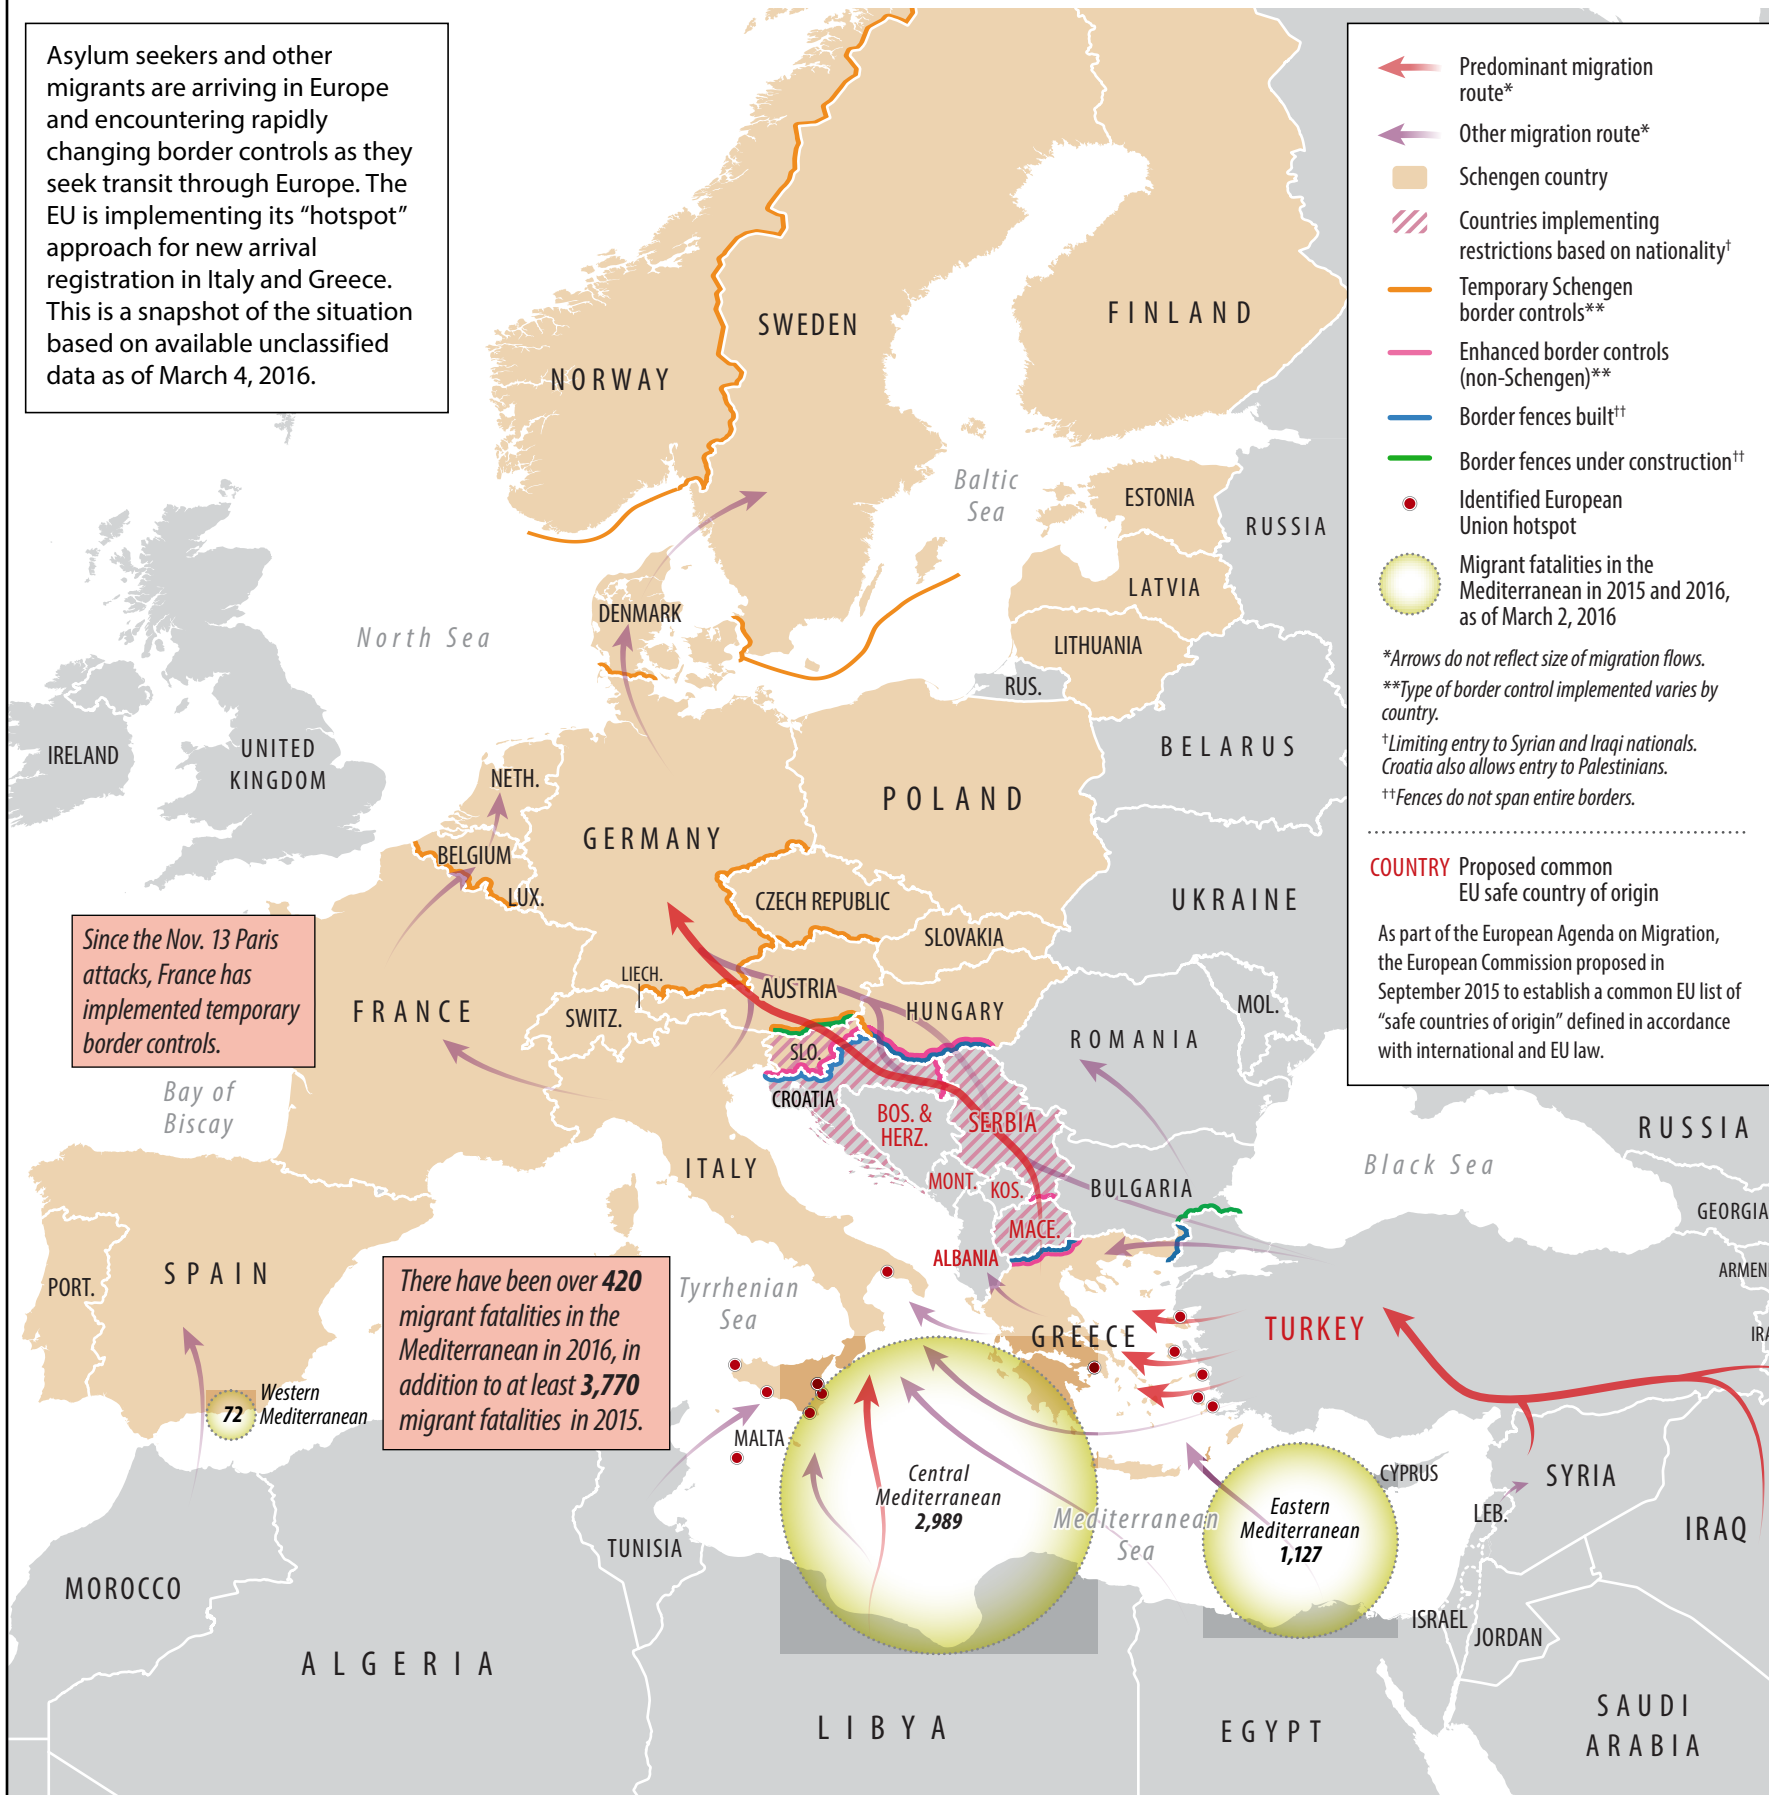 Asylum seekers and other
migrants are arriving in Europe
and encountering rapidly
changing border controls as they
seek transit through Europe. The
EU is implementing its “hotspot”
approach for new arrival
registration in Italy and Greece.
This is a snapshot of the situation
based on available unclassified
data as of March 4, 2016.
Predominant migration
route*
Other migration route*
Schengen country
Countries implementing
restrictions based on nationality†
Temporary Schengen
border controls**
Enhanced border controls
(non-Schengen)**
Border fences built††
Border fences under construction††
Identified European
Union hotspot
Migrant fatalities in the
Mediterranean in 2015 and 2016,
as of March 2, 2016
*Arrows do not reflect size of migration flows.
**Type of border control implemented varies by
country.
†Limiting entry to Syrian and Iraqi nationals.
Croatia also allows entry to Palestinians.
††Fences do not span entire borders.
COUNTRY Proposed common
EU safe country of origin
As part of the European Agenda on Migration,
the European Commission proposed in
September 2015 to establish a common EU list of
“safe countries of origin” defined in accordance
with international and EU law.
FINLAND
SWEDEN
NORWAY
Baltic
Sea
ESTONIA
RUSSIA
LATVIA
DENMARK
North Sea
LITHUANIA
RUS.
IRELAND
UNITED
KINGDOM
BELARUS
NETH.
POLAND
GERMANY
BELGIUM
LUX.
CZECH REPUBLIC
UKRAINE
SLOVAKIA
Since the Nov. 13 Paris
attacks, France has
implemented temporary
border controls.
LIECH.
AUSTRIA
HUNGARY
MOL.
FRANCE
SWITZ.
ROMANIA
SLO.
Bay of
Biscay
CROATIA
BOS. &
HERZ.
SERBIA
RUSSIA
ITALY
Black Sea
MONT.
KOS.
BULGARIA
GEORGIA
MACE.
ALBANIA
ARMEN
PORT.
SPAIN
There have been over 420
migrant fatalities in the
Mediterranean in 2016, in
addition to at least 3,770
migrant fatalities in 2015.
Tyrrhenian
Sea
GREECE
TURKEY
IRA
72
Western
Mediterranean
MALTA
Central
Mediterranean
2,989
CYPRUS
SYRIA
Mediterranean
Sea
Eastern
Mediterranean
1,127
LEB.
IRAQ
TUNISIA
MOROCCO
ISRAEL
JORDAN
ALGERIA
LIBYA
EGYPT
SAUDI
ARABIA